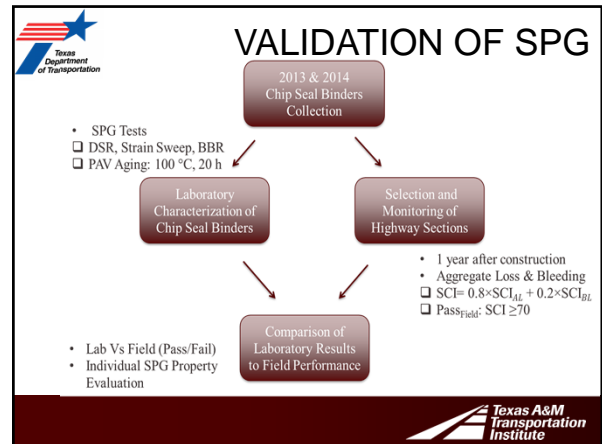 Texas
Department
of Transportation
VALIDATION OF SPG
2013 & 2014
Chip Seal Binders
Collection
• SPG Tests
❑ DSR, Strain Sweep, BBR
❑ PAV Aging: 100 °C, 20 h
Laboratory
Characterization of
Chip Seal Binders
Selection and
Monitoring of
Highway Sections
• 1 year after construction
• Aggregate Loss & Bleeding
❑ SCI= 0.8×SCI_AL + 0.2×SCI_BL
❑ Pass_Field: SCI ≥70
Comparison of
Laboratory Results
to Field Performance
• Lab Vs Field (Pass/Fail)
• Individual SPG Property
Evaluation
Texas A&M
Transportation
Institute